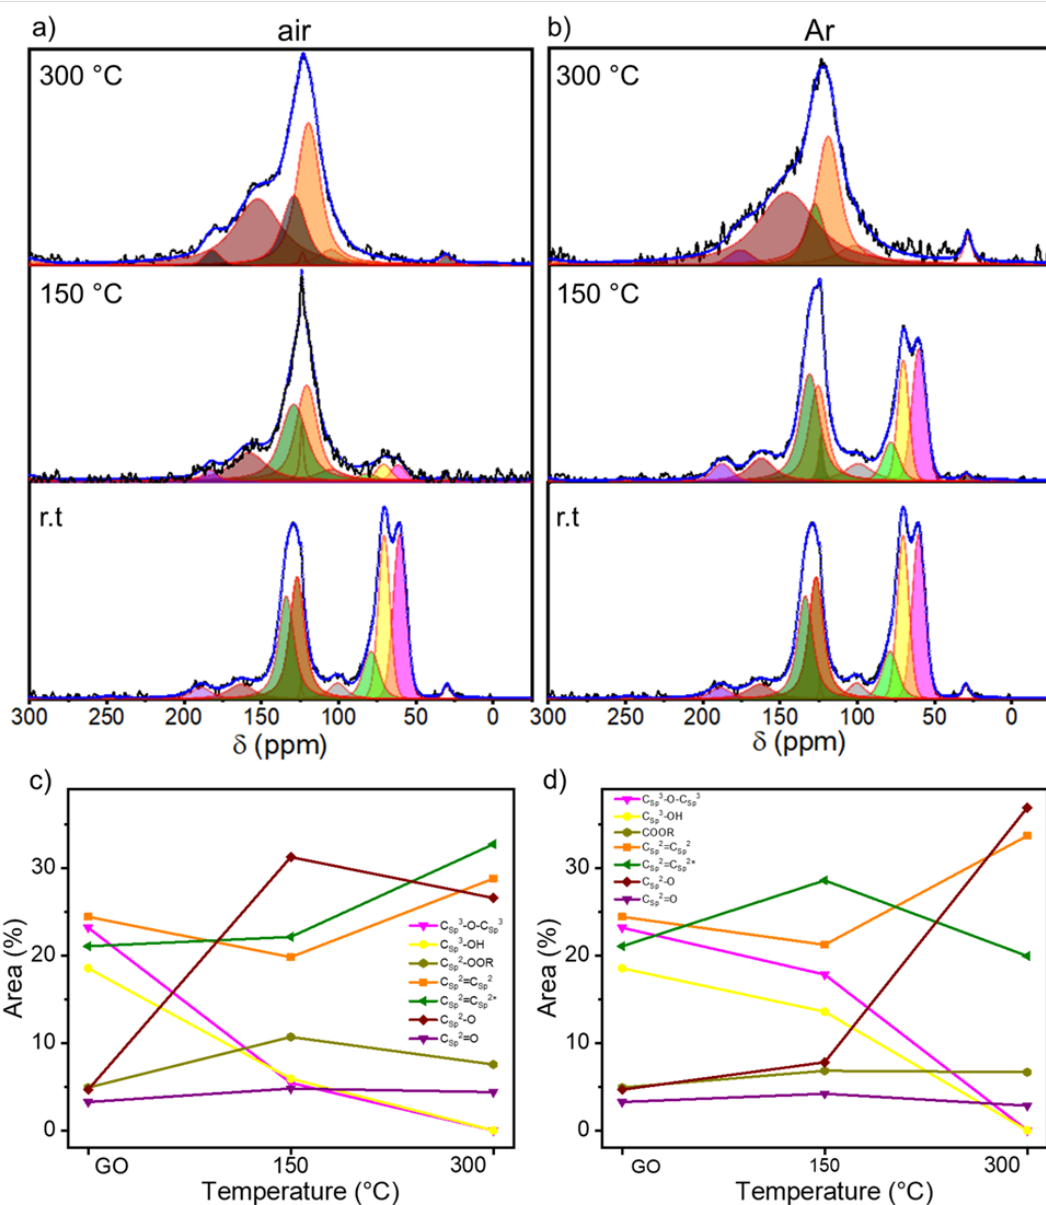 a) air
300 °C
150 °C
r.t
300 250 200 150 100 50 0
δ (ppm)
b) Ar
300 °C
150 °C
r.t
300 250 200 150 100 50 0
δ (ppm)
c)
Area (%)
30
20
10
0
GO 150 300
Temperature (°C)
CSp3-O-CSp3
CSp3-OH
CSp2-OOR
CSp2=CSp2
CSp2=CSp2*
CSp2-O
CSp2=O
d)
Area (%)
30
20
10
0
GO 150 300
Temperature (°C)
CSp3-O-CSp3
CSp3-OH
COOR
CSp2=CSp2
CSp2=CSp2*
CSp2-O
CSp2=O